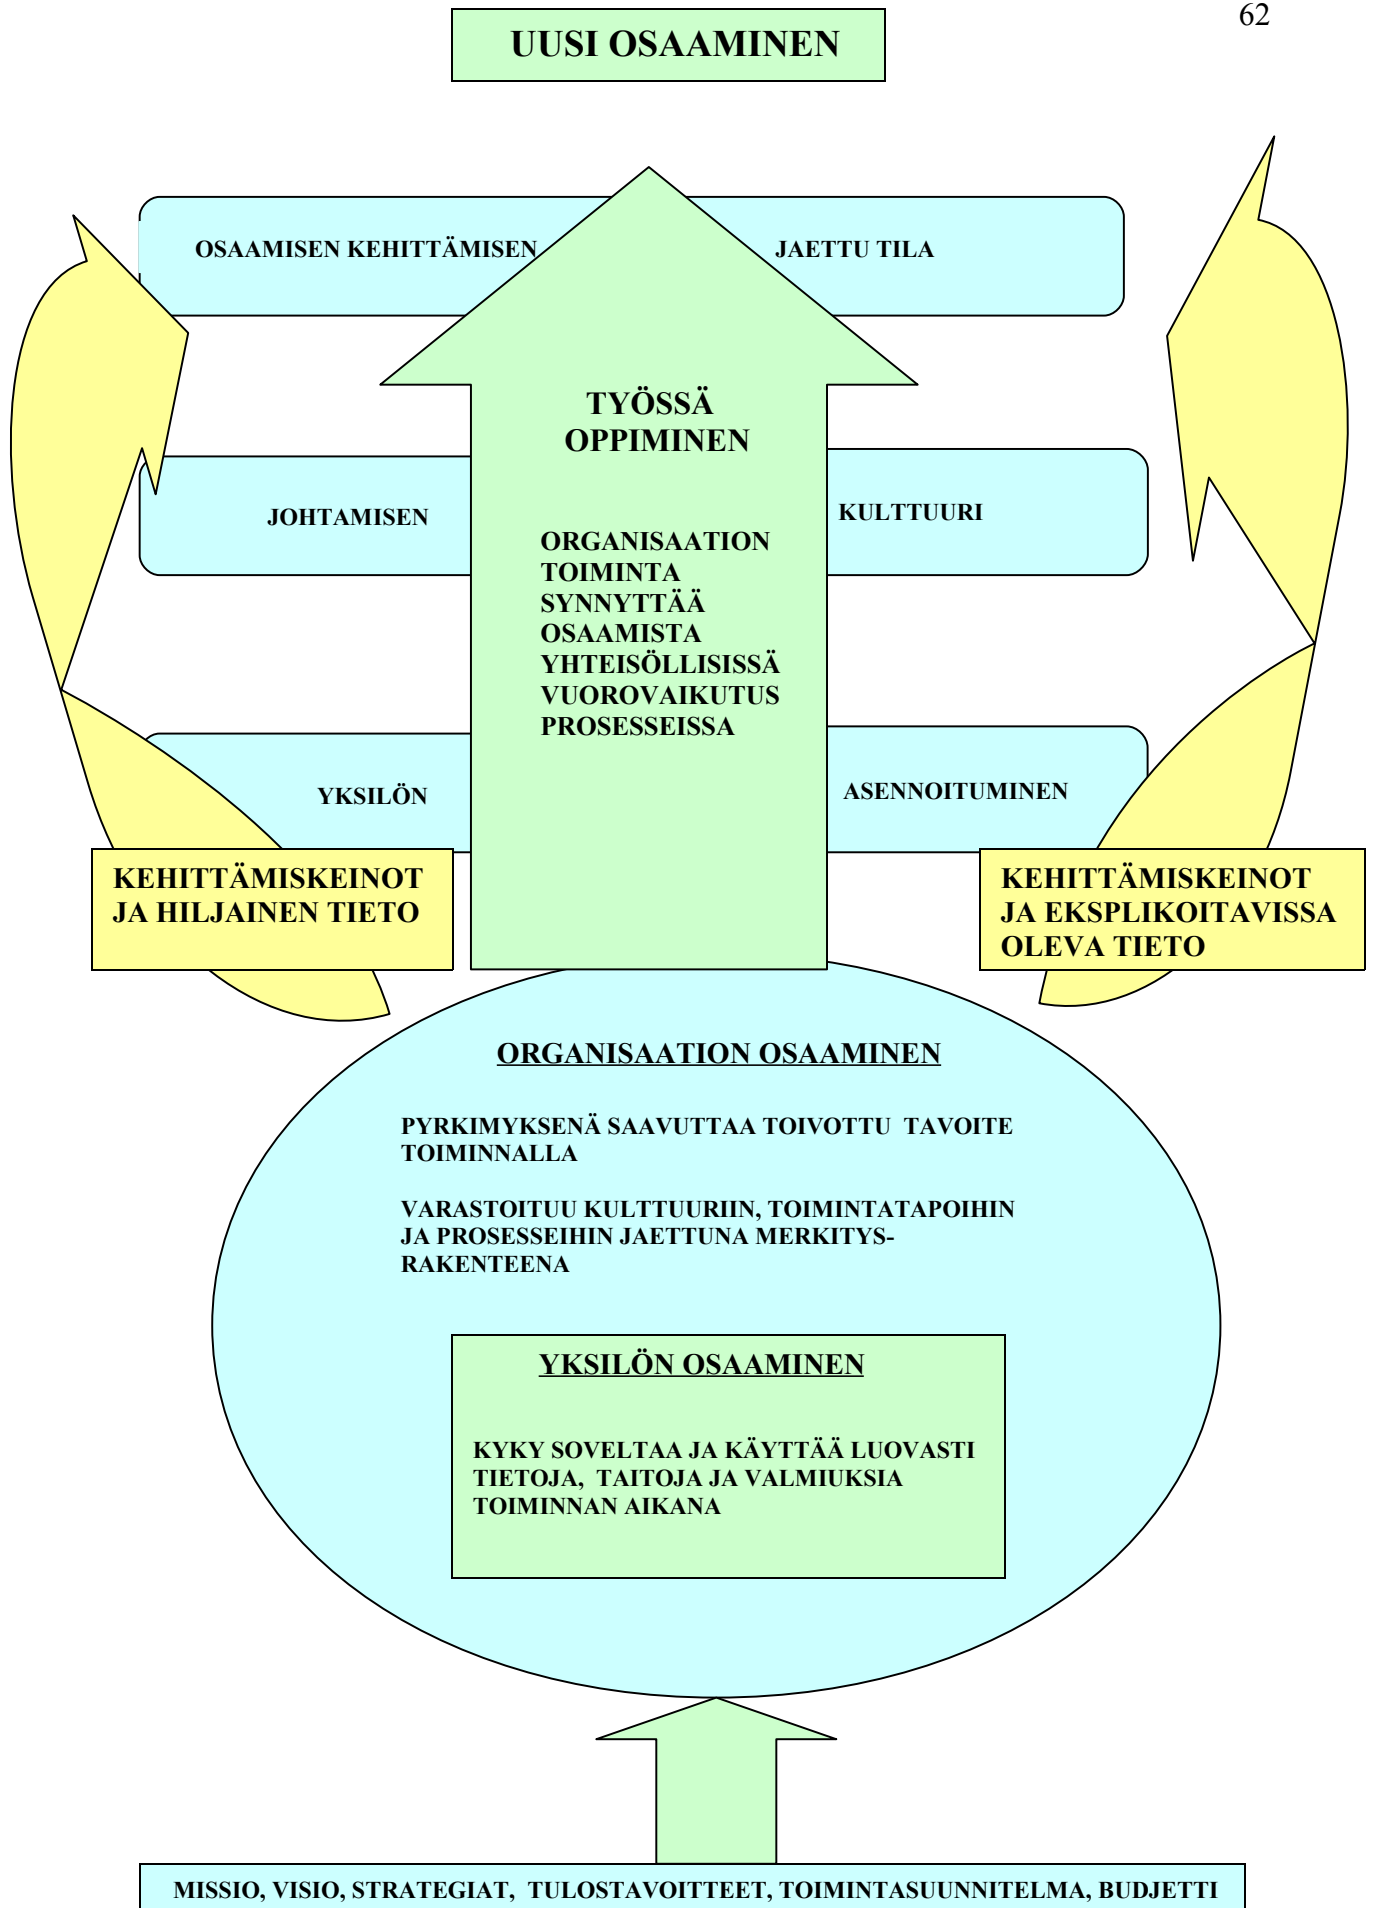 62
UUSI OSAAMINEN
OSAAMISEN KEHITTÄMISEN JAETTU TILA
TYÖSSÄ
OPPIMINEN
JOHTAMISEN KULTTUURI
ORGANISAATION
TOIMINTA
SYNNYTTÄÄ
OSAAMISTA
YHTEISÖLLISISSÄ
VUOROVAIKUTUS
PROSESSEISSA
YKSILÖN ASENNOITUMINEN
KEHITTÄMISKEINOT
JA HILJAINEN TIETO
KEHITTÄMISKEINOT
JA EKSPLIKOITAVISSA
OLEVA TIETO
ORGANISAATION OSAAMINEN
PYRKIMYKSENÄ SAAVUTTAA TOIVOTTU TAVOITE
TOIMINNALLA
VARASTOITUU KULTTUURIIN, TOIMINTATAPOIHIN
JA PROSESSEIHIN JAETTUNA MERKITYS-
RAKENTEENA
YKSILÖN OSAAMINEN
KYKY SOVELTAA JA KÄYTTÄÄ LUOVASTI
TIETOJA, TAITOJA JA VALMIUKSIA
TOIMINNAN AIKANA
MISSIO, VISIO, STRATEGIAT, TULOSTAVOITTEET, TOIMINTASUUNNITELMA, BUDJETTI